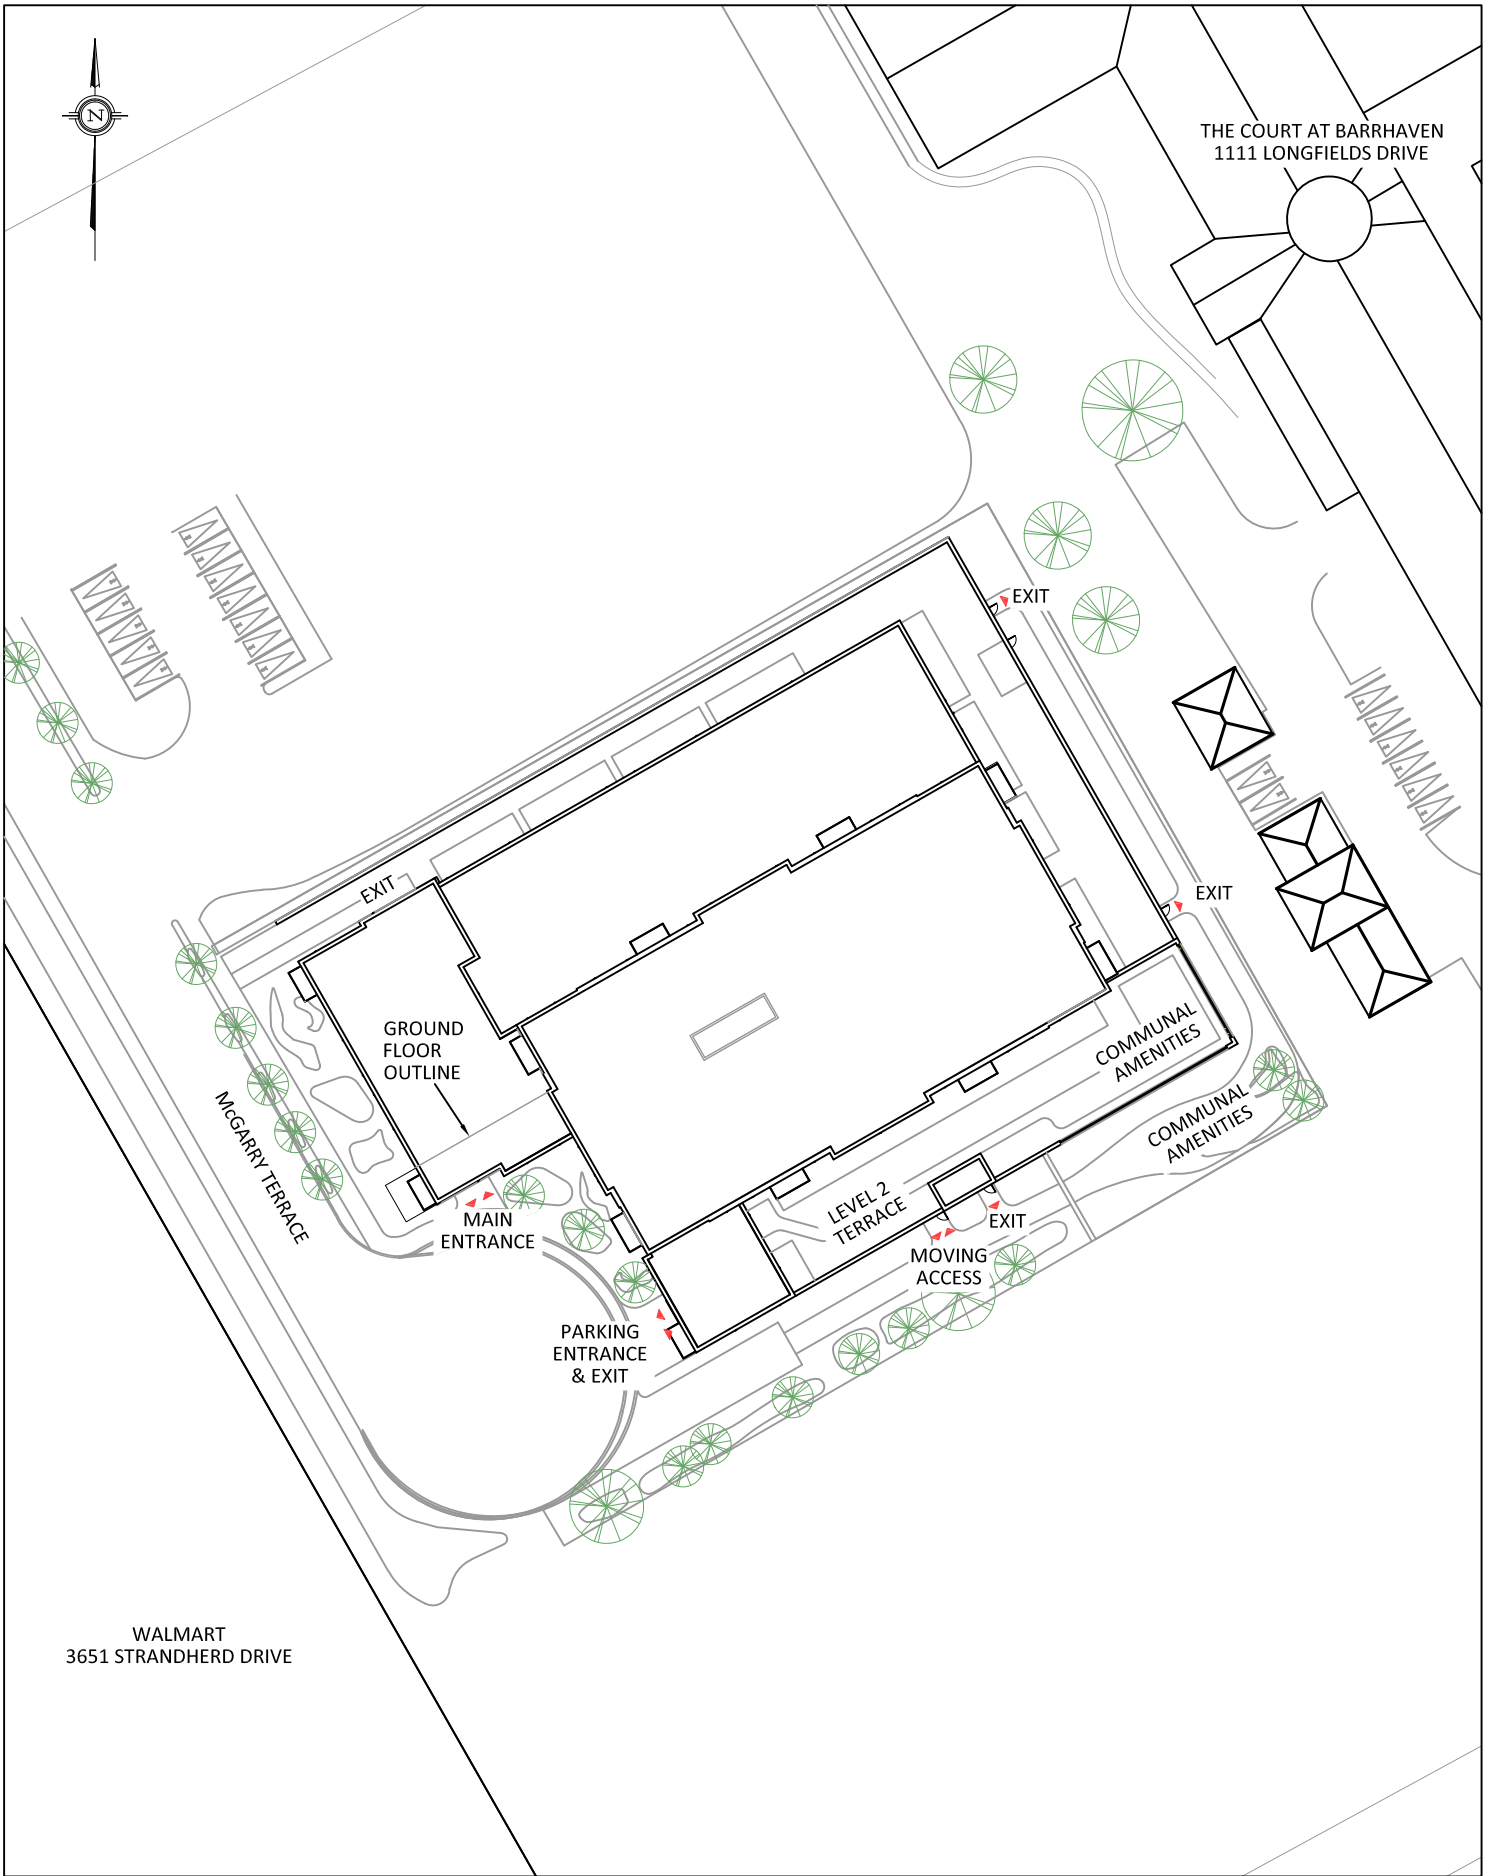 N
THE COURT AT BARRHAVEN
1111 LONGFIELDS DRIVE
EXIT
EXIT
EXIT
GROUND
FLOOR
OUTLINE
COMMUNAL
AMENITIES
COMMUNAL
AMENITIES
McGARRY TERRACE
LEVEL 2
TERRACE
MAIN
ENTRANCE
EXIT
MOVING
ACCESS
PARKING
ENTRANCE
& EXIT
WALMART
3651 STRANDHERD DRIVE